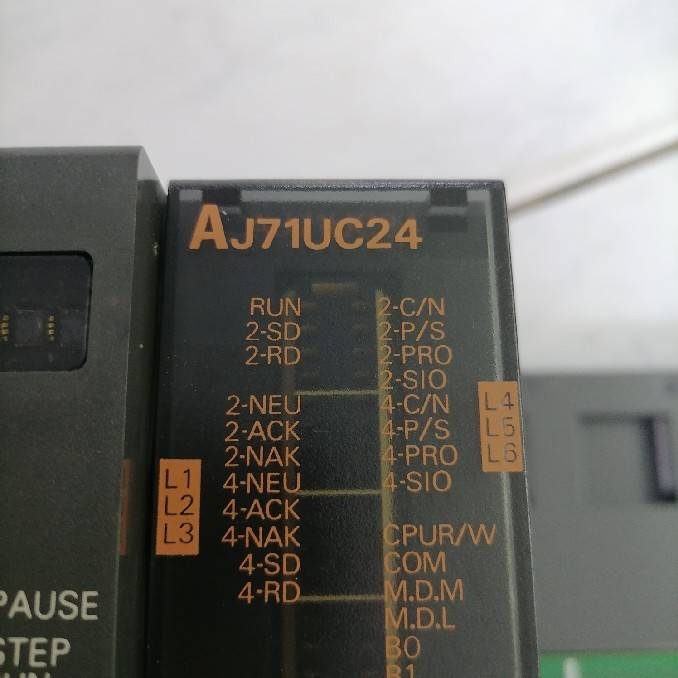 AJ71UC24
RUN 2-C/N
2-SD 2-P/S
2-RD 2-PRO
2-SIO
2-NEU 4-C/N L4
2-ACK 4-P/S L5
2-NAK 4-PRO L6
L1 4-NEU 4-SIO
L2 4-ACK
L3 4-NAK CPUR/W
4-SD COM
4-RD M.D.M
M.D.L
B0
B1
PAUSE
STEP